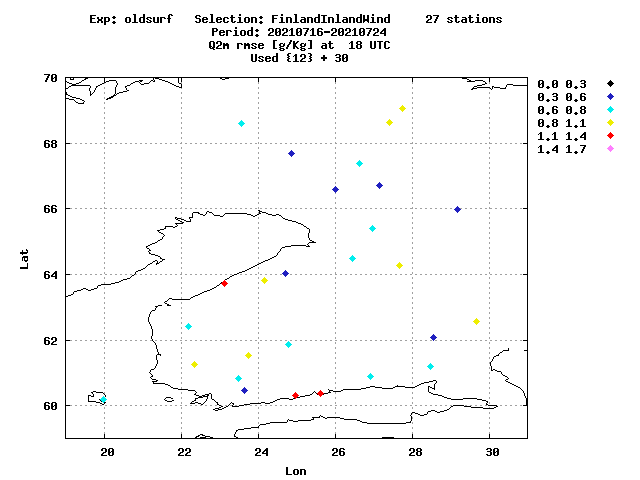 Exp: oldsurf   Selection: FinlandInlandWind     27 stations
Period: 20210716-20210724
Q2m rmse [g/Kg] at  18 UTC
Used {12} + 30
0.0 0.3
0.3 0.6
0.6 0.8
0.8 1.1
1.1 1.4
1.4 1.7
70
68
66
64
62
60
Lat
20 22 24 26 28 30
Lon